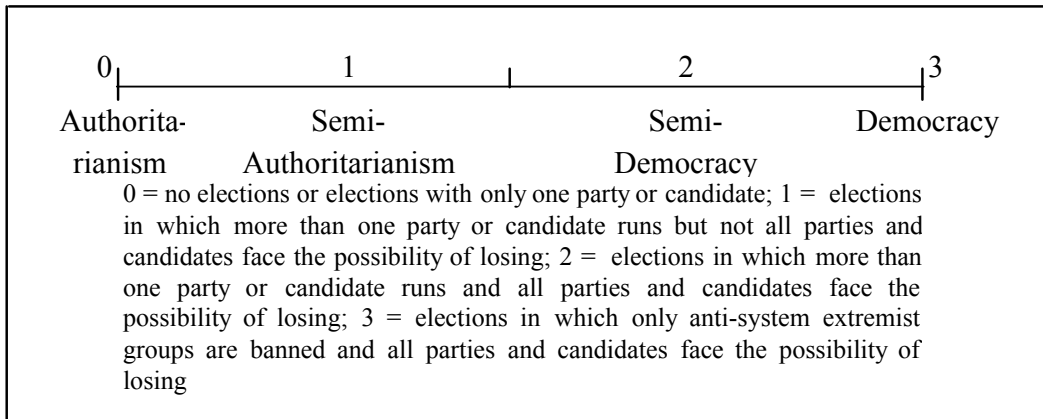 0 1 2 3
Authorita- Semi- Semi- Democracy
rianism Authoritarianism Democracy
0 = no elections or elections with only one party or candidate; 1 = elections
in which more than one party or candidate runs but not all parties and
candidates face the possibility of losing; 2 = elections in which more than
one party or candidate runs and all parties and candidates face the
possibility of losing; 3 = elections in which only anti-system extremist
groups are banned and all parties and candidates face the possibility of
losing